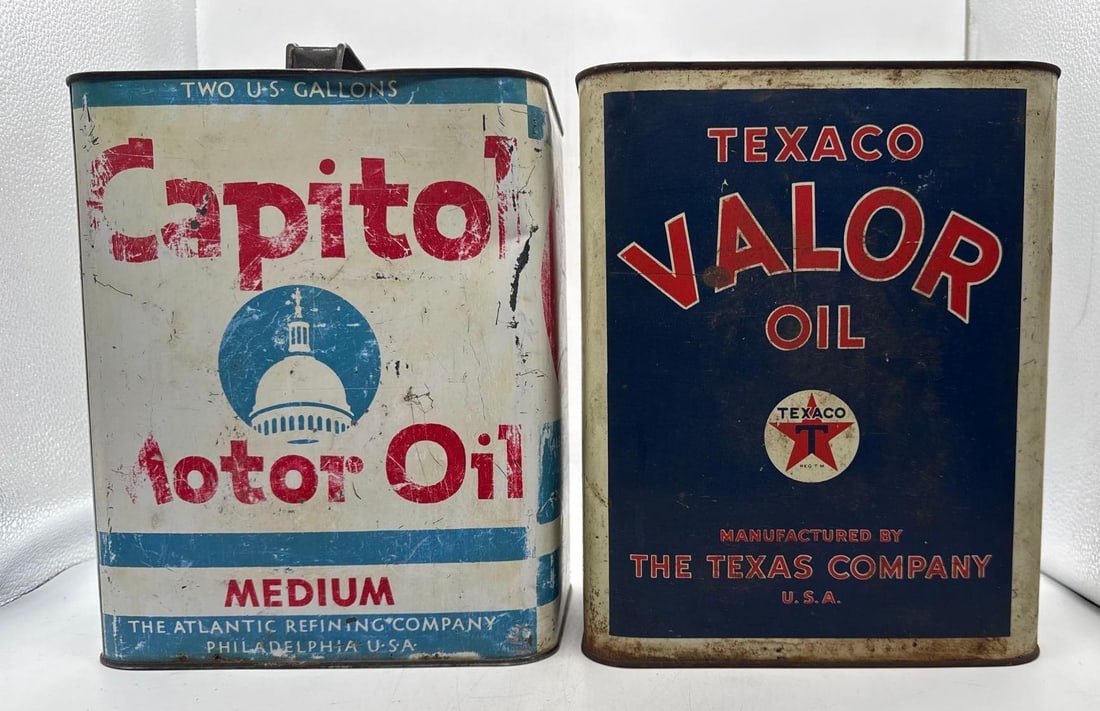 TWO U·S· GALLONS
Capitol
Motor Oil
MEDIUM
THE ATLANTIC REFINING COMPANY
PHILADELPHIA U·S·A·
TEXACO
VALOR
OIL
TEXACO
T
REG. T.M.
MANUFACTURED BY
THE TEXAS COMPANY
U.S.A.